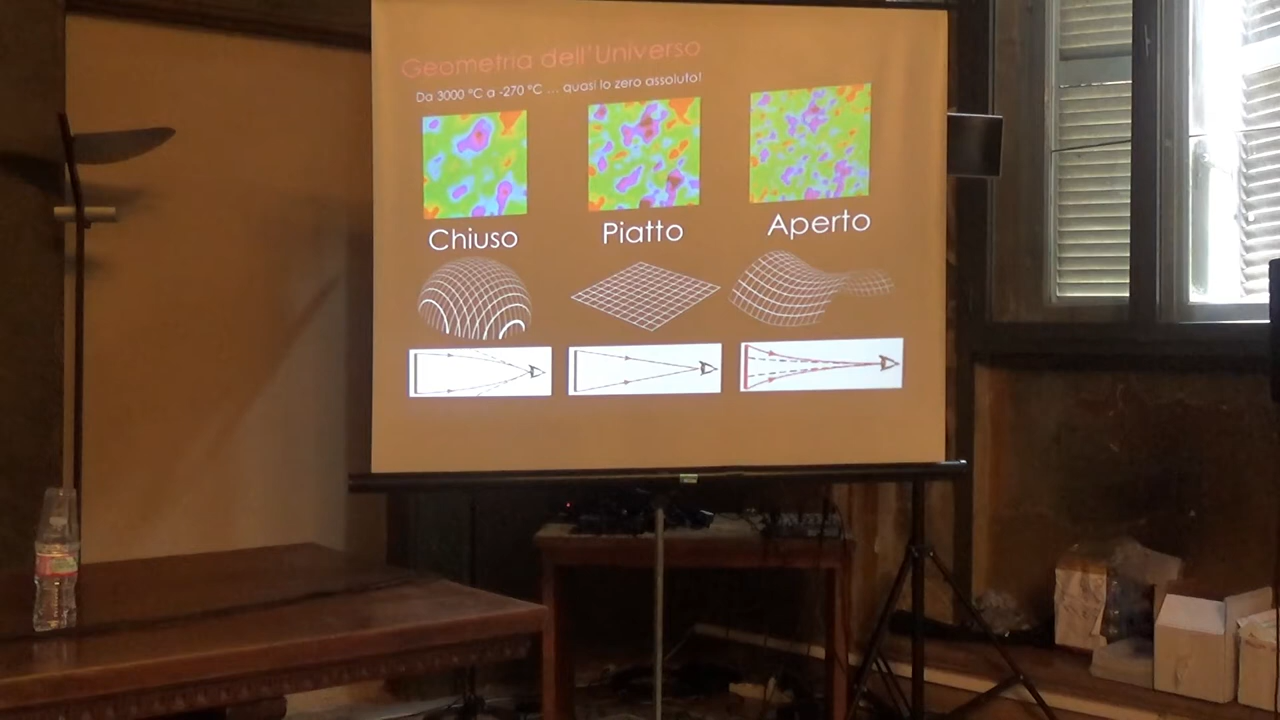 Geometria dell'Universo
Da 3000 °C a -270 °C ... quasi lo zero assoluto!
Chiuso
Piatto
Aperto